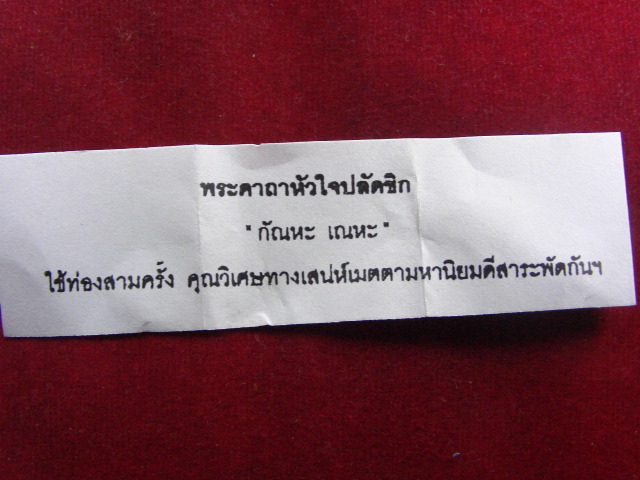 พระคาถาหัวใจปลัดขิก
"กัณหะ เณหะ"
ใช้ท่องสามครั้ง คุณวิเศษทางเสน่ห์เมตตามหานิยมดีสาระพัดกันฯ